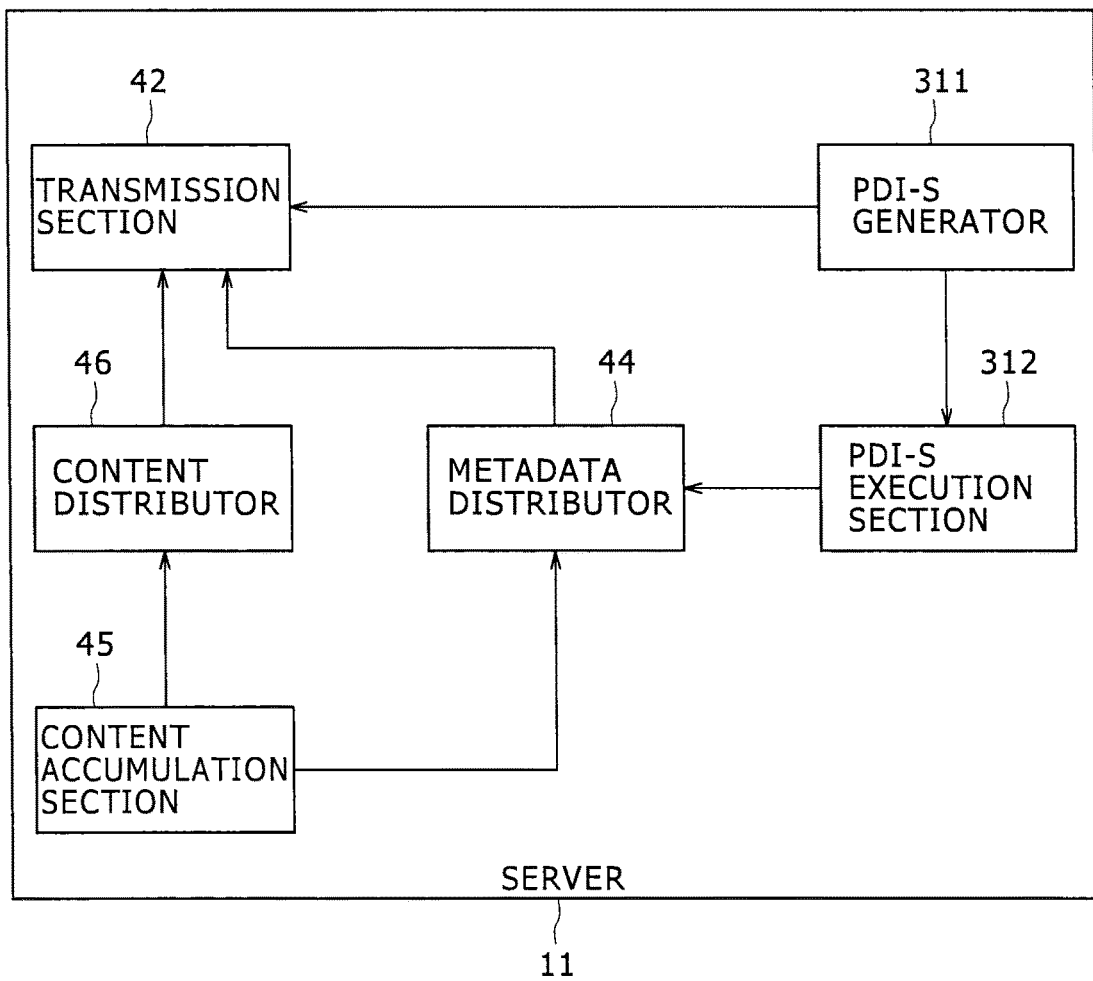 42
311
TRANSMISSION
SECTION
PDI-S
GENERATOR
46
44
312
CONTENT
DISTRIBUTOR
METADATA
DISTRIBUTOR
PDI-S
EXECUTION
SECTION
45
CONTENT
ACCUMULATION
SECTION
SERVER
11